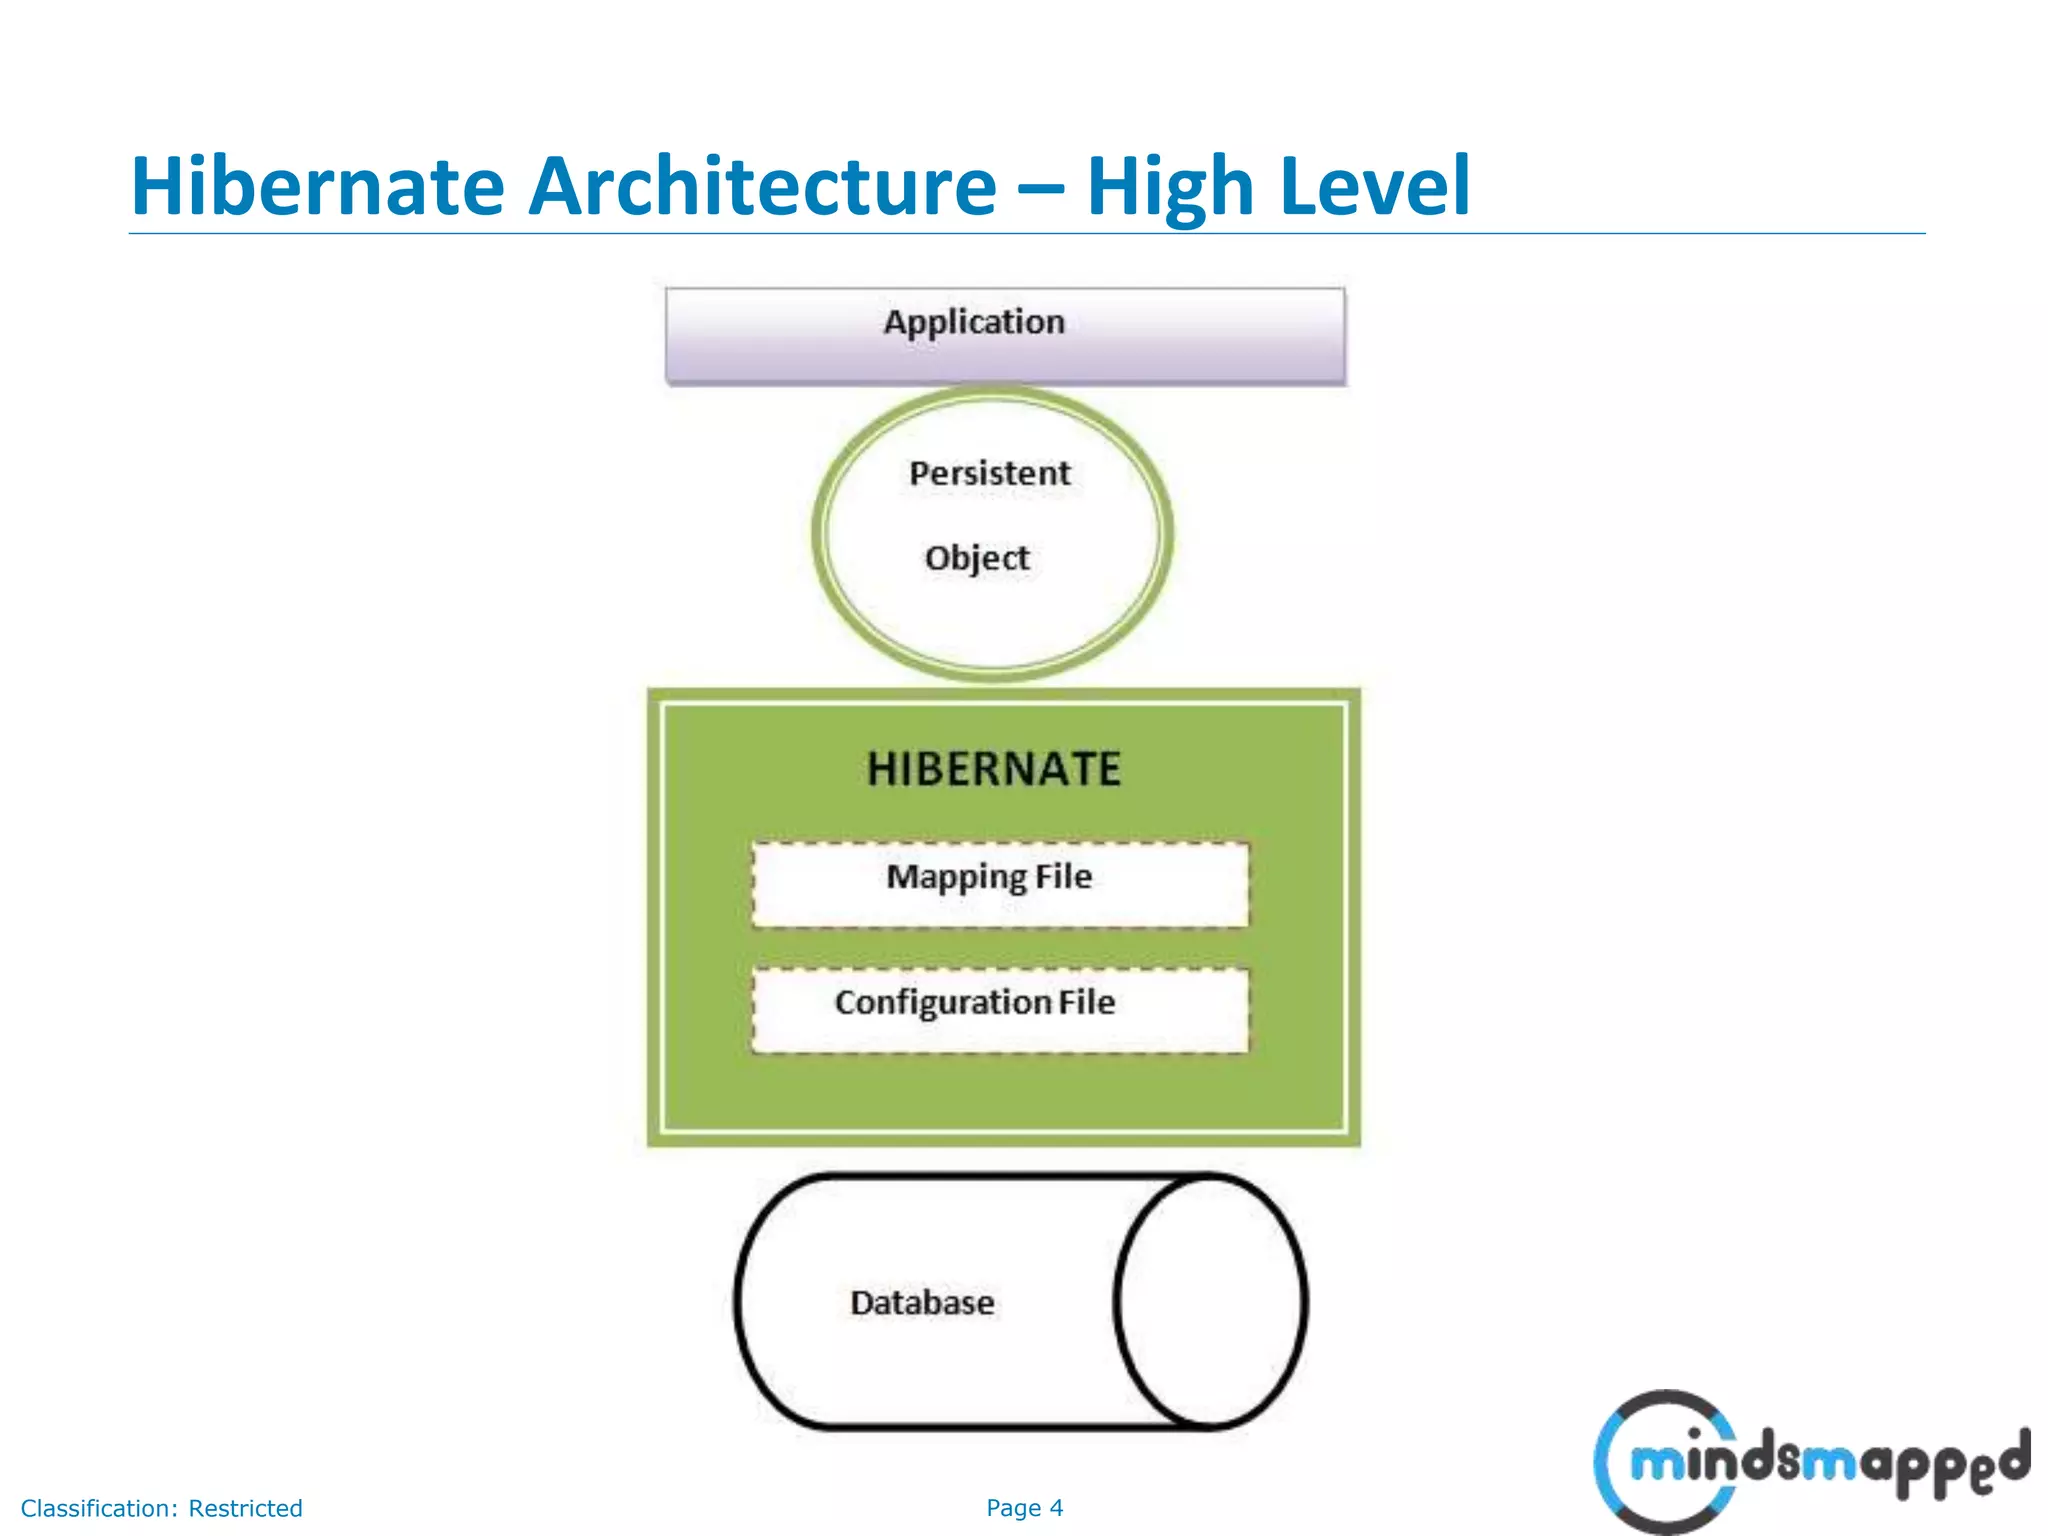 Hibernate Architecture – High Level
Application
Persistent
Object
HIBERNATE
Mapping File
Configuration File
Database
mindsmapped
Classification: Restricted
Page 4